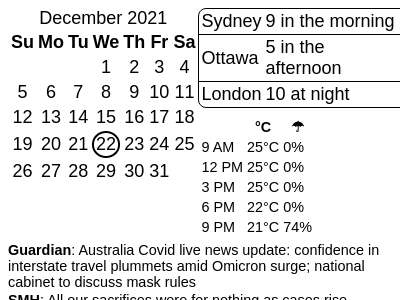 December 2021
Su Mo Tu We Th Fr Sa
1 2 3 4
5 6 7 8 9 10 11
12 13 14 15 16 17 18
19 20 21 22 23 24 25
26 27 28 29 30 31
Sydney 9 in the morning
Ottawa 5 in the
afternoon
London 10 at night
°C ☂
9 AM 25°C 0%
12 PM 25°C 0%
3 PM 25°C 0%
6 PM 22°C 0%
9 PM 21°C 74%
Guardian: Australia Covid live news update: confidence in
interstate travel plummets amid Omicron surge; national
cabinet to discuss mask rules
SMH: All our sacrifices were for nothing as cases rise